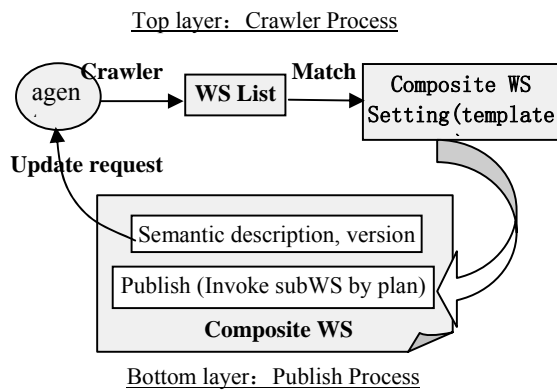 Top layer：Crawler Process
Crawler
Match
agen
WS List
Composite WS
Setting(template
Update request
Semantic description, version
Publish (Invoke subWS by plan)
Composite WS
Bottom layer：Publish Process